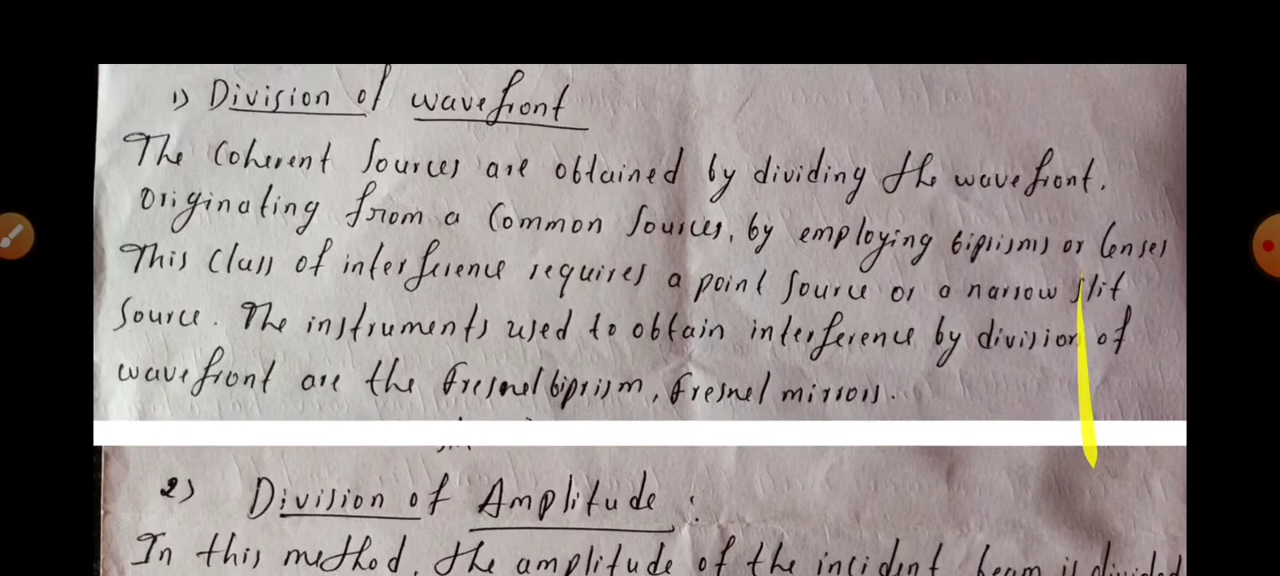 1) Division of wavefront
The Coherent Sources are obtained by dividing the wavefront.
Originating from a Common Sources, by employing biprisms or lenses
This Class of interference requires a point Source or a narrow slit
Source. The instruments used to obtain interference by division of
wavefront are the fresnel biprism, fresnel mirrors.
2) Division of Amplitude :
In this method, the amplitude of the incident beam is divided